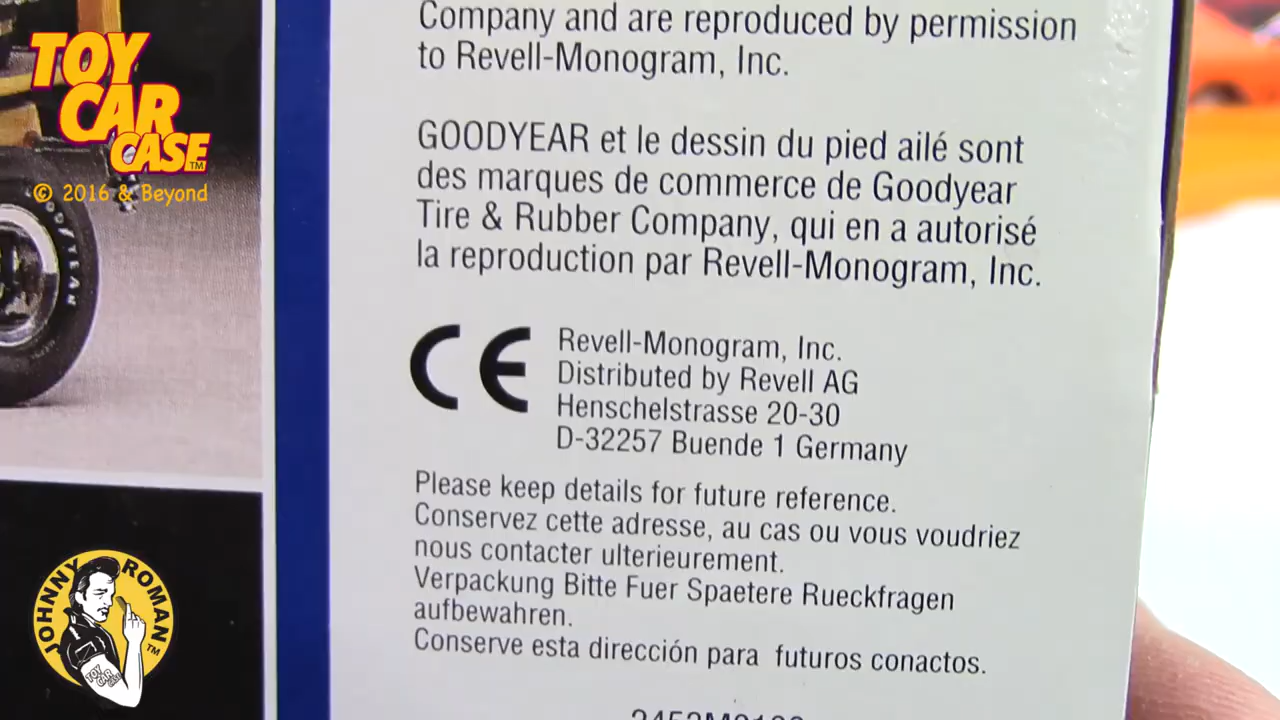 TOY
CAR
CASE™
© 2016 & Beyond
GOODYEAR
Company and are reproduced by permission
to Revell-Monogram, Inc.
GOODYEAR et le dessin du pied ailé sont
des marques de commerce de Goodyear
Tire & Rubber Company, qui en a autorisé
la reproduction par Revell-Monogram, Inc.
CE
Revell-Monogram, Inc.
Distributed by Revell AG
Henschelstrasse 20-30
D-32257 Buende 1 Germany
Please keep details for future reference.
Conservez cette adresse, au cas ou vous voudriez
nous contacter ulterieurement.
Verpackung Bitte Fuer Spaetere Rueckfragen
aufbewahren.
Conserve esta dirección para futuros conactos.
JOHNNY ROMAN™
TOY
CAR
CASE